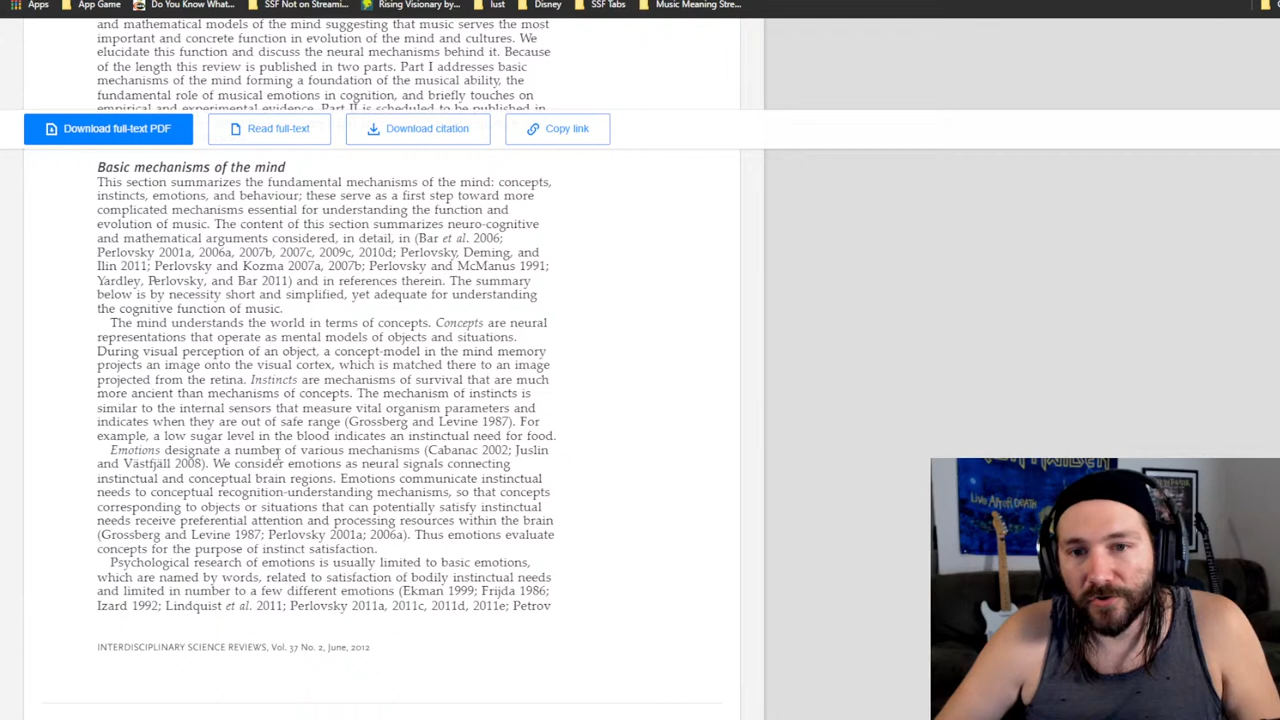 Apps App Game Do You Know What... SSF Not on Streami... Rising Visionary by... lust Disney SSF Tabs Music Meaning Stre...
and mathematical models of the mind suggesting that music serves the most
important and concrete function in evolution of the mind and cultures. We
elucidate this function and discuss the neural mechanisms behind it. Because
of the length this review is published in two parts. Part I addresses basic
mechanisms of the mind forming a foundation of the musical ability, the
fundamental role of musical emotions in cognition, and briefly touches on
empirical and experimental evidence. Part II is scheduled to be published in
Download full-text PDF Read full-text Download citation Copy link
Basic mechanisms of the mind
This section summarizes the fundamental mechanisms of the mind: concepts,
instincts, emotions, and behaviour; these serve as a first step toward more
complicated mechanisms essential for understanding the function and
evolution of music. The content of this section summarizes neuro-cognitive
and mathematical arguments considered, in detail, in (Bar et al. 2006;
Perlovsky 2001a, 2006a, 2007b, 2007c, 2009c, 2010d; Perlovsky, Deming, and
Ilin 2011; Perlovsky and Kozma 2007a, 2007b; Perlovsky and McManus 1991;
Yardley, Perlovsky, and Bar 2011) and in references therein. The summary
below is by necessity short and simplified, yet adequate for understanding
the cognitive function of music.
The mind understands the world in terms of concepts. Concepts are neural
representations that operate as mental models of objects and situations.
During visual perception of an object, a concept-model in the mind memory
projects an image onto the visual cortex, which is matched there to an image
projected from the retina. Instincts are mechanisms of survival that are much
more ancient than mechanisms of concepts. The mechanism of instincts is
similar to the internal sensors that measure vital organism parameters and
indicates when they are out of safe range (Grossberg and Levine 1987). For
example, a low sugar level in the blood indicates an instinctual need for food.
Emotions designate a number of various mechanisms (Cabanac 2002; Juslin
and Västfjäll 2008). We consider emotions as neural signals connecting
instinctual and conceptual brain regions. Emotions communicate instinctual
needs to conceptual recognition-understanding mechanisms, so that concepts
corresponding to objects or situations that can potentially satisfy instinctual
needs receive preferential attention and processing resources within the brain
(Grossberg and Levine 1987; Perlovsky 2001a; 2006a). Thus emotions evaluate
concepts for the purpose of instinct satisfaction.
Psychological research of emotions is usually limited to basic emotions,
which are named by words, related to satisfaction of bodily instinctual needs
and limited in number to a few different emotions (Ekman 1999; Frijda 1986;
Izard 1992; Lindquist et al. 2011; Perlovsky 2011a, 2011c, 2011d, 2011e; Petrov
INTERDISCIPLINARY SCIENCE REVIEWS, Vol. 37 No. 2, June, 2012
LIVE AFTER DEATH